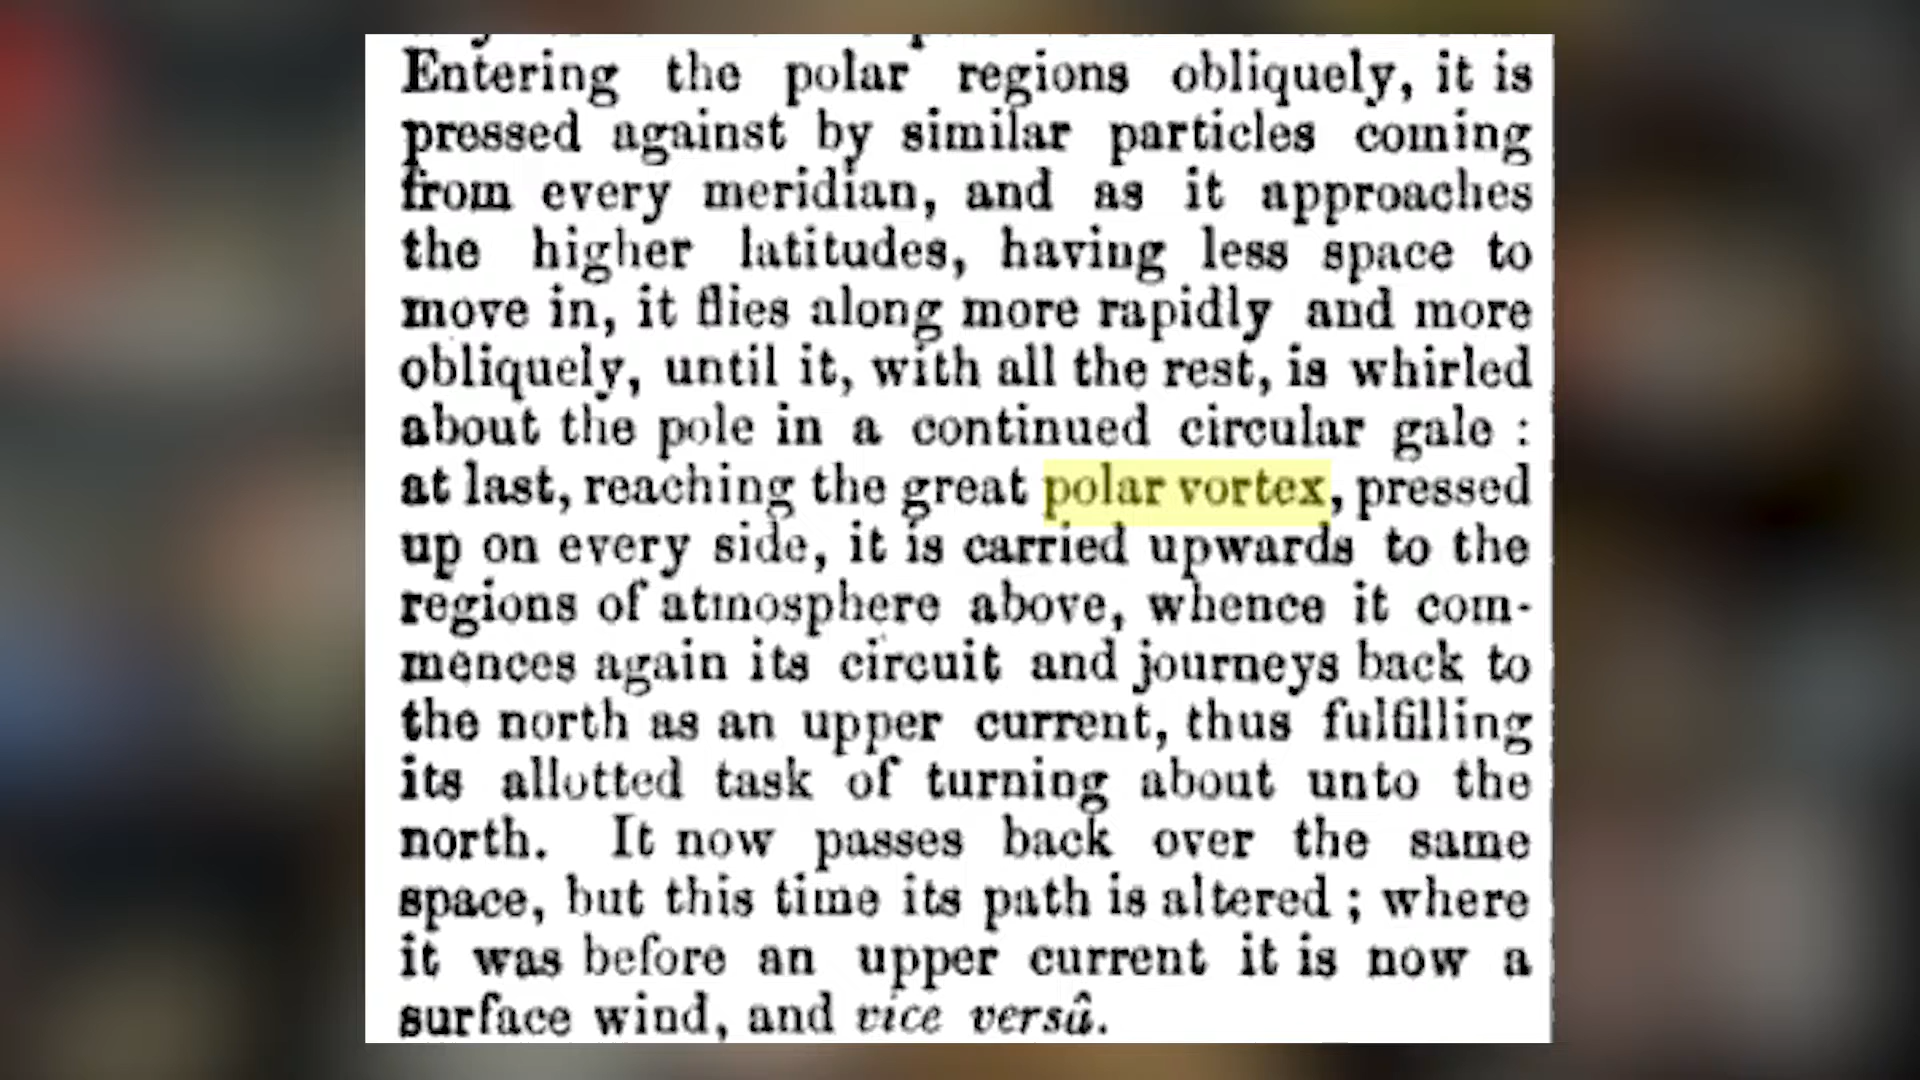 Entering the polar regions obliquely, it is
pressed against by similar particles coming
from every meridian, and as it approaches
the higher latitudes, having less space to
move in, it flies along more rapidly and more
obliquely, until it, with all the rest, is whirled
about the pole in a continued circular gale :
at last, reaching the great polar vortex, pressed
up on every side, it is carried upwards to the
regions of atmosphere above, whence it com-
mences again its circuit and journeys back to
the north as an upper current, thus fulfilling
its allotted task of turning about unto the
north. It now passes back over the same
space, but this time its path is altered ; where
it was before an upper current it is now a
surface wind, and vice versâ.